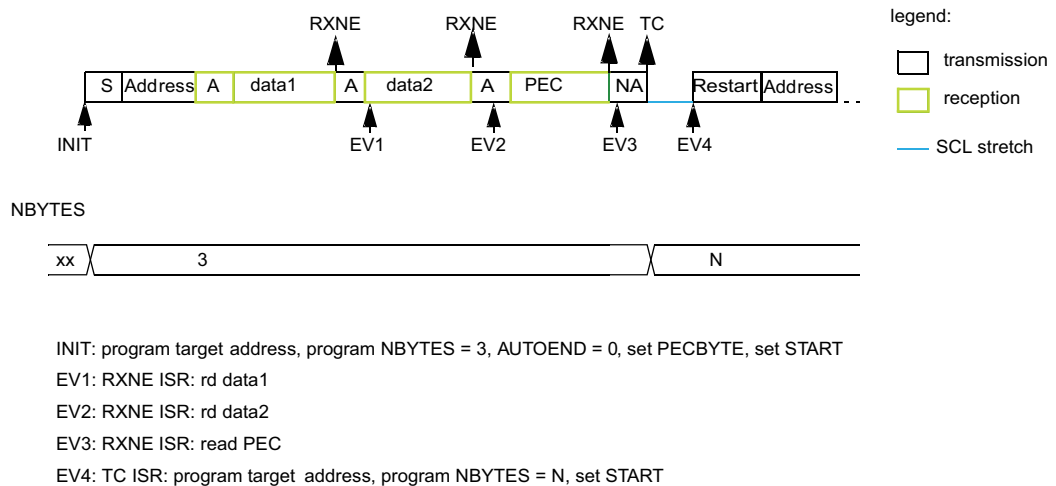 legend:
RXNE RXNE RXNE TC
transmission
S Address A data1 A data2 A PEC NA Restart Address
reception
INIT EV1 EV2 EV3 EV4
SCL stretch
NBYTES
xx 3 N
INIT: program target address, program NBYTES = 3, AUTOEND = 0, set PECBYTE, set START
EV1: RXNE ISR: rd data1
EV2: RXNE ISR: rd data2
EV3: RXNE ISR: read PEC
EV4: TC ISR: program target address, program NBYTES = N, set START